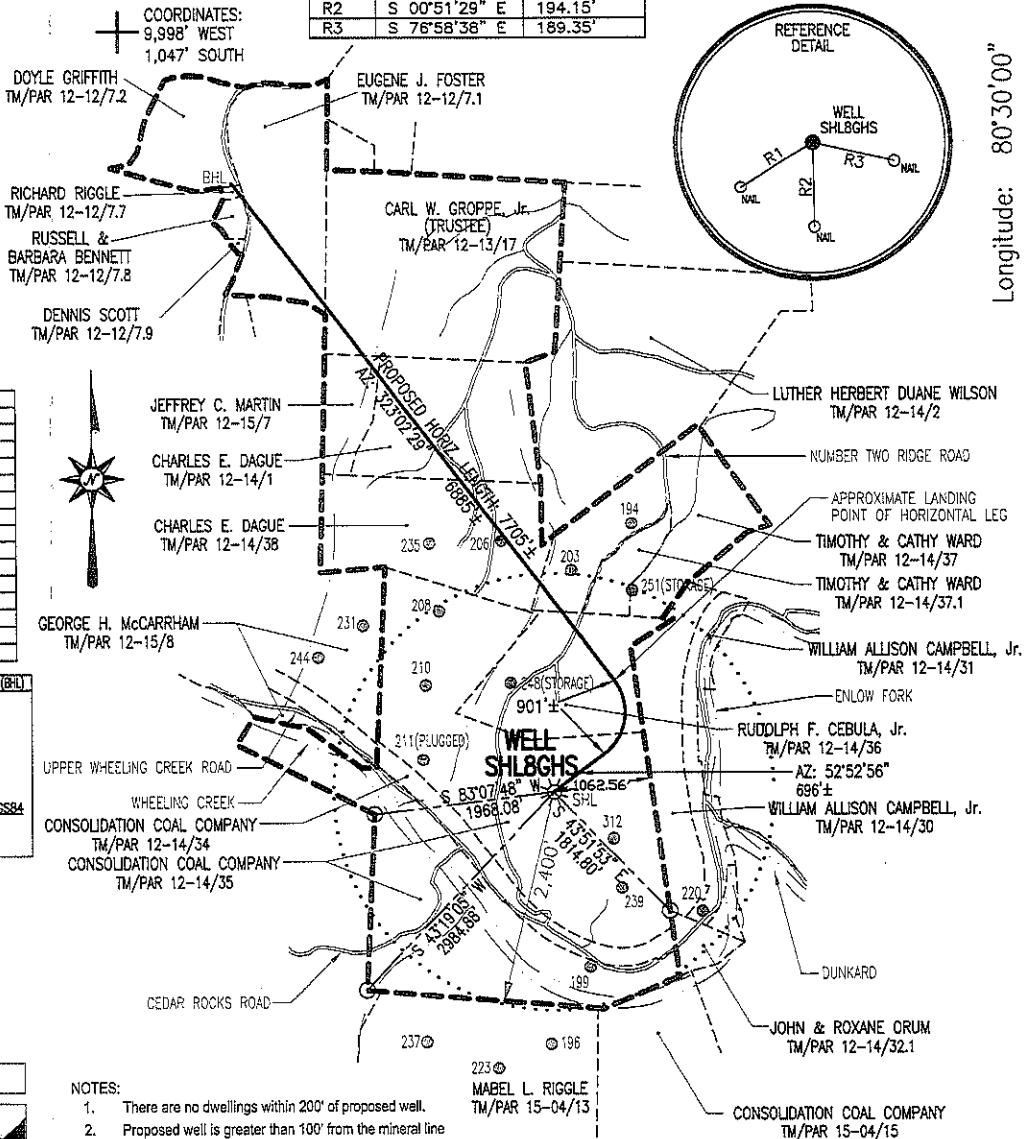 COORDINATES:
9,998' WEST
1,047' SOUTH
R2 S 00°51'29" E 194.15'
R3 S 76°58'38" E 189.35'
REFERENCE
DETAIL
WELL
SHL8GHS
R1
R2
R3
NAIL
NAIL
NAIL
Longitude: 80°30'00"
DOYLE GRIFFITH
TM/PAR 12-12/7.2
EUGENE J. FOSTER
TM/PAR 12-12/7.1
BHL
RICHARD RIGGLE
TM/PAR 12-12/7.7
RUSSELL &
BARBARA BENNETT
TM/PAR 12-12/7.8
DENNIS SCOTT
TM/PAR 12-12/7.9
CARL W. GROPPE, Jr.
(TRUSTEE)
TM/PAR 12-13/17
N
JEFFREY C. MARTIN
TM/PAR 12-15/7
CHARLES E. DAGUE
TM/PAR 12-14/1
CHARLES E. DAGUE
TM/PAR 12-14/38
PROPOSED HORIZ. LENGTH: 7705'±
AZ: 323°02'29"
6885'±
LUTHER HERBERT DUANE WILSON
TM/PAR 12-14/2
NUMBER TWO RIDGE ROAD
APPROXIMATE LANDING
POINT OF HORIZONTAL LEG
TIMOTHY & CATHY WARD
TM/PAR 12-14/37
TIMOTHY & CATHY WARD
TM/PAR 12-14/37.1
194
235
206
203
251(STORAGE)
208
231
244
210
248(STORAGE)
211(PLUGGED)
GEORGE H. McCARRHAM
TM/PAR 12-15/8
WILLIAM ALLISON CAMPBELL, Jr.
TM/PAR 12-14/31
ENLOW FORK
901'±
RUDOLPH F. CEBULA, Jr.
TM/PAR 12-14/36
WELL
SHL8GHS
AZ: 52°52'56"
696'±
UPPER WHEELING CREEK ROAD
WHEELING CREEK
S 83°07'48" W
1968.08'
1062.56'
SHL
WILLIAM ALLISON CAMPBELL, Jr.
TM/PAR 12-14/30
CONSOLIDATION COAL COMPANY
TM/PAR 12-14/34
CONSOLIDATION COAL COMPANY
TM/PAR 12-14/35
(BHL)
GS84
S 43°51'53" E
1814.80'
312
239
220
2,400'
S 43°19'05" W
2984.88'
199
DUNKARD
CEDAR ROCKS ROAD
JOHN & ROXANE ORUM
TM/PAR 12-14/32.1
237
223
196
MABEL L. RIGGLE
TM/PAR 15-04/13
CONSOLIDATION COAL COMPANY
TM/PAR 15-04/15
NOTES:
1. There are no dwellings within 200' of proposed well.
2. Proposed well is greater than 100' from the mineral line